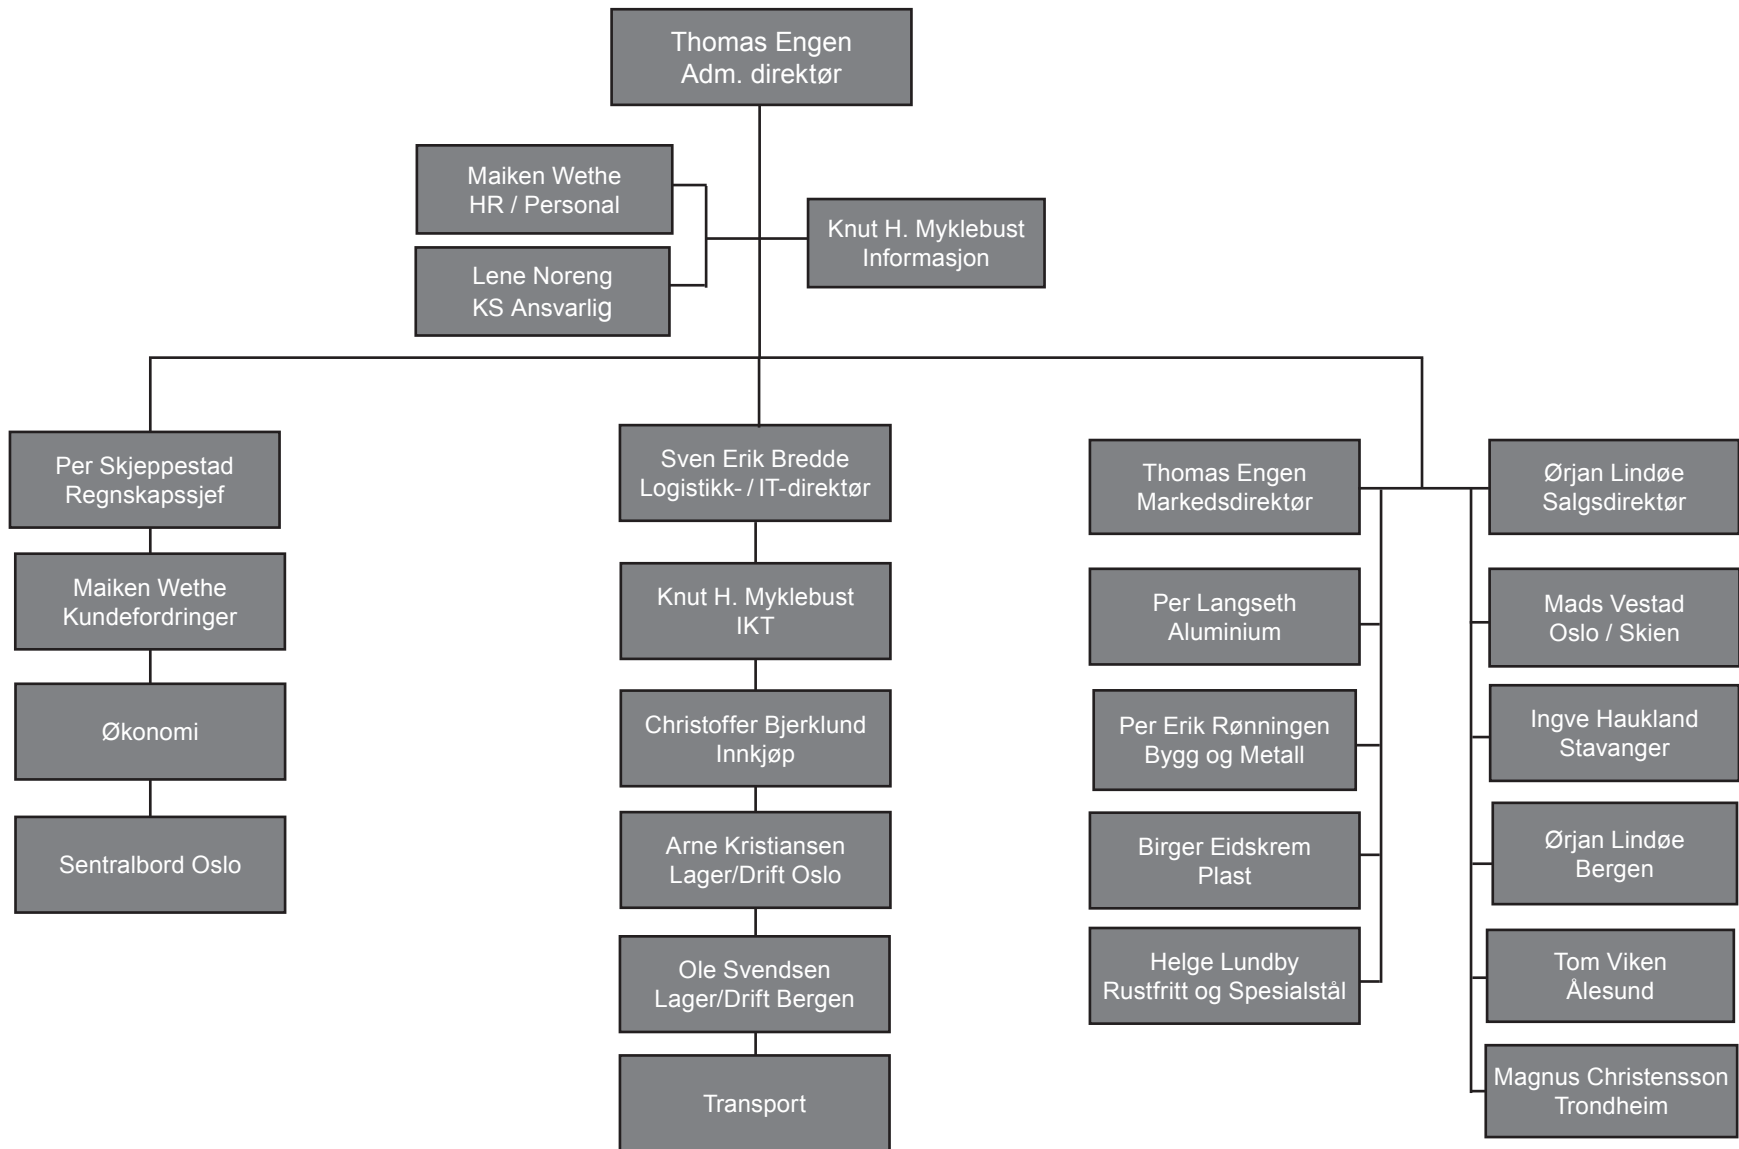 Thomas Engen
Adm. direktør
Maiken Wethe
HR / Personal
Knut H. Myklebust
Informasjon
Lene Noreng
KS Ansvarlig
Per Skjeppestad
Regnskapssjef
Maiken Wethe
Kundefordringer
Økonomi
Sentralbord Oslo
Sven Erik Bredde
Logistikk- / IT-direktør
Knut H. Myklebust
IKT
Christoffer Bjerklund
Innkjøp
Arne Kristiansen
Lager/Drift Oslo
Ole Svendsen
Lager/Drift Bergen
Transport
Thomas Engen
Markedsdirektør
Per Langseth
Aluminium
Per Erik Rønningen
Bygg og Metall
Birger Eidskrem
Plast
Helge Lundby
Rustfritt og Spesialstål
Ørjan Lindøe
Salgsdirektør
Mads Vestad
Oslo / Skien
Ingve Haukland
Stavanger
Ørjan Lindøe
Bergen
Tom Viken
Ålesund
Magnus Christensson
Trondheim